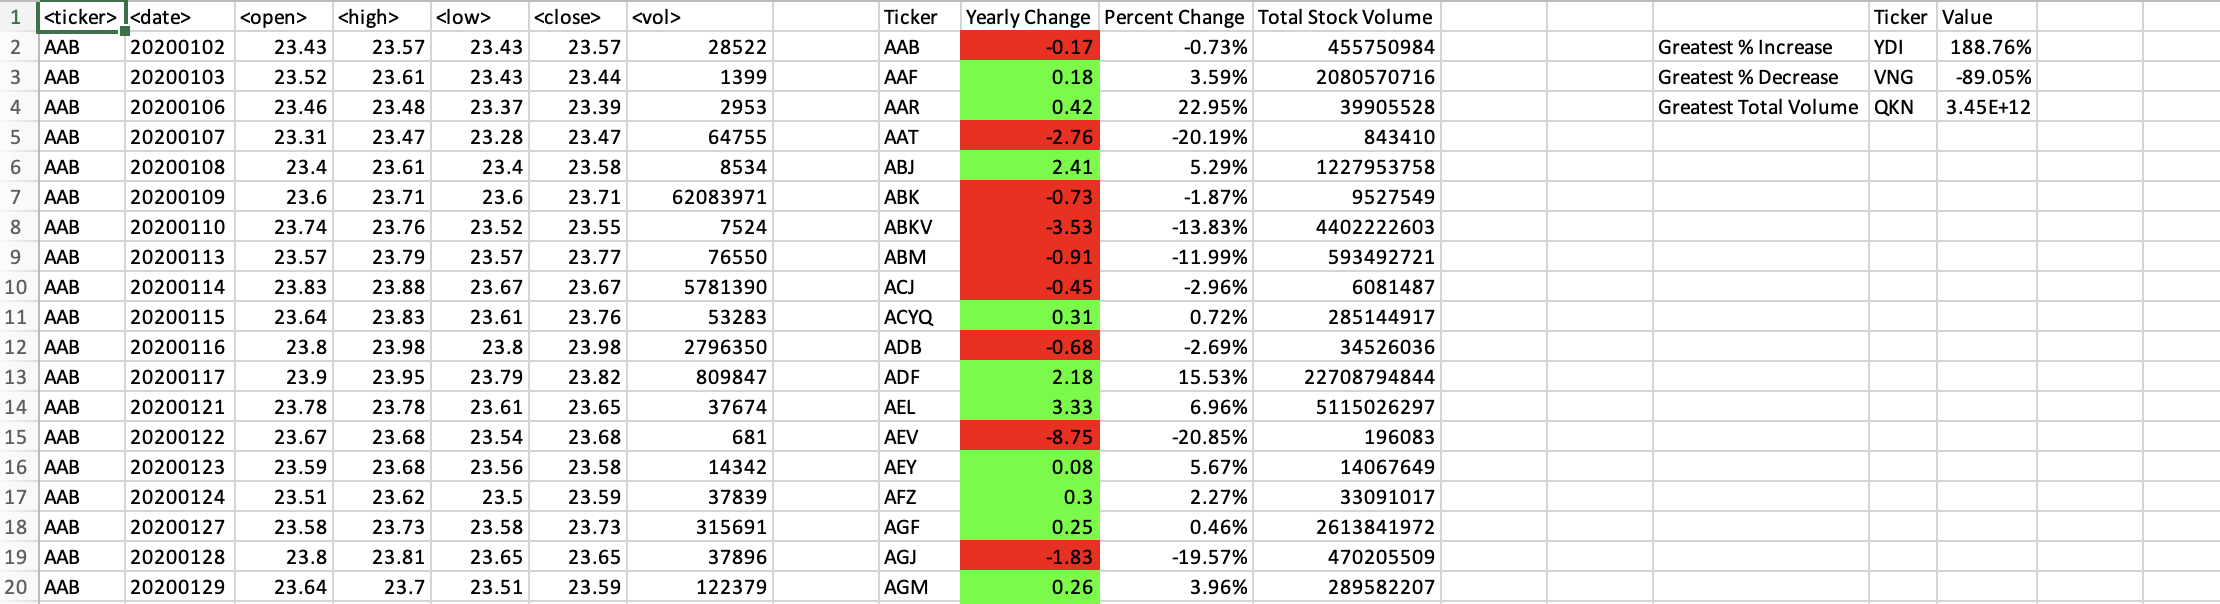 1 <ticker> <date> <open> <high> <low> <close> <vol> Ticker Yearly Change Percent Change Total Stock Volume Ticker Value
2 AAB 20200102 23.43 23.57 23.43 23.57 28522 AAB -0.17 -0.73% 455750984 Greatest % Increase YDI 188.76%
3 AAB 20200103 23.52 23.61 23.43 23.44 1399 AAF 0.18 3.59% 2080570716 Greatest % Decrease VNG -89.05%
4 AAB 20200106 23.46 23.48 23.37 23.39 2953 AAR 0.42 22.95% 39905528 Greatest Total Volume QKN 3.45E+12
5 AAB 20200107 23.31 23.47 23.28 23.47 64755 AAT -2.76 -20.19% 843410
6 AAB 20200108 23.4 23.61 23.4 23.58 8534 ABJ 2.41 5.29% 1227953758
7 AAB 20200109 23.6 23.71 23.6 23.71 62083971 ABK -0.73 -1.87% 9527549
8 AAB 20200110 23.74 23.76 23.52 23.55 7524 ABKV -3.53 -13.83% 4402222603
9 AAB 20200113 23.57 23.79 23.57 23.77 76550 ABM -0.91 -11.99% 593492721
10 AAB 20200114 23.83 23.88 23.67 23.67 5781390 ACJ -0.45 -2.96% 6081487
11 AAB 20200115 23.64 23.83 23.61 23.76 53283 ACYQ 0.31 0.72% 285144917
12 AAB 20200116 23.8 23.98 23.8 23.98 2796350 ADB -0.68 -2.69% 34526036
13 AAB 20200117 23.9 23.95 23.79 23.82 809847 ADF 2.18 15.53% 22708794844
14 AAB 20200121 23.78 23.78 23.61 23.65 37674 AEL 3.33 6.96% 5115026297
15 AAB 20200122 23.67 23.68 23.54 23.68 681 AEV -8.75 -20.85% 196083
16 AAB 20200123 23.59 23.68 23.56 23.58 14342 AEY 0.08 5.67% 14067649
17 AAB 20200124 23.51 23.62 23.5 23.59 37839 AFZ 0.3 2.27% 33091017
18 AAB 20200127 23.58 23.73 23.58 23.73 315691 AGF 0.25 0.46% 2613841972
19 AAB 20200128 23.8 23.81 23.65 23.65 37896 AGJ -1.83 -19.57% 470205509
20 AAB 20200129 23.64 23.7 23.51 23.59 122379 AGM 0.26 3.96% 289582207